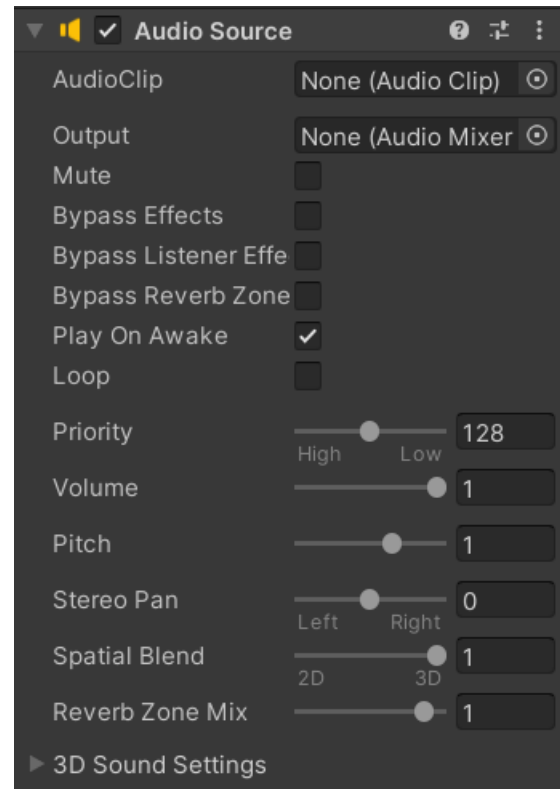 Audio Source
AudioClip None (Audio Clip)
Output None (Audio Mixer
Mute
Bypass Effects
Bypass Listener Effe
Bypass Reverb Zone
Play On Awake
Loop
Priority 128
High Low
Volume 1
Pitch 1
Stereo Pan 0
Left Right
Spatial Blend 1
2D 3D
Reverb Zone Mix 1
3D Sound Settings